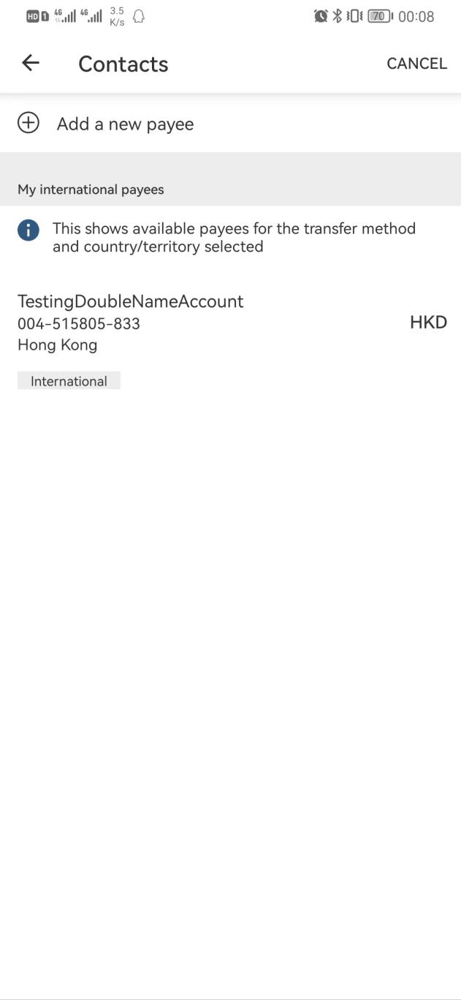 HD 1 4G 4G 3.5 K/s 70 00:08
Contacts CANCEL
Add a new payee
My international payees
This shows available payees for the transfer method
and country/territory selected
TestingDoubleNameAccount
004-515805-833
HKD
Hong Kong
International